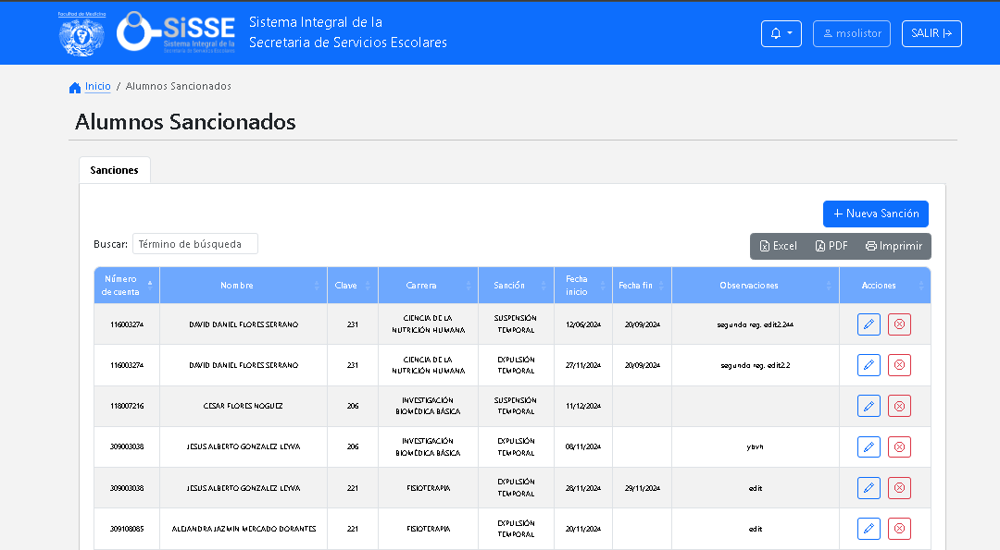 Facultad de Medicina
SiSSE
Sistema Integral de la
Secretaría de Servicios Escolares
Sistema Integral de la
Secretaria de Servicios Escolares
msolistor
SALIR
Inicio / Alumnos Sancionados
Alumnos Sancionados
Sanciones
+ Nueva Sanción
Buscar: Término de búsqueda
Excel PDF Imprimir
Número de cuenta Nombre Clave Carrera Sanción Fecha inicio Fecha fin Observaciones Acciones
116003274 DAVID DANIEL FLORES SERRANO 231 CIENCIA DE LA NUTRICIÓN HUMANA SUSPENSIÓN TEMPORAL 12/06/2024 20/09/2024 segundo reg. edit2.244
116003274 DAVID DANIEL FLORES SERRANO 231 CIENCIA DE LA NUTRICIÓN HUMANA EXPULSIÓN TEMPORAL 27/11/2024 20/09/2024 segundo reg. edit2.2
118007216 CESAR FLORES NOGUEZ 206 INVESTIGACIÓN BIOMÉDICA BÁSICA SUSPENSIÓN TEMPORAL 11/12/2024
309003038 JESUS ALBERTO GONZALEZ LEYVA 206 INVESTIGACIÓN BIOMÉDICA BÁSICA EXPULSIÓN TEMPORAL 08/11/2024 ybvh
309003038 JESUS ALBERTO GONZALEZ LEYVA 221 FISIOTERAPIA EXPULSIÓN TEMPORAL 28/11/2024 29/11/2024 edit
309108085 ALEJANDRA JAZMIN MERCADO DORANTES 221 FISIOTERAPIA EXPULSIÓN TEMPORAL 20/11/2024 edit